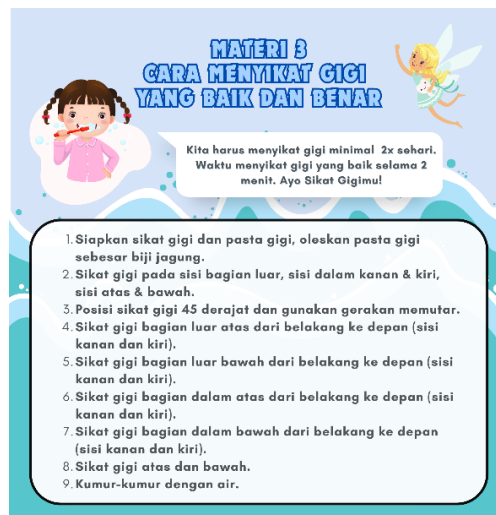 MATERI 3
CARA MENYIKAT GIGI
YANG BAIK DAN BENAR
Kita harus menyikat gigi minimal 2x sehari.
Waktu menyikat gigi yang baik selama 2
menit. Ayo Sikat Gigimu!
1. Siapkan sikat gigi dan pasta gigi, oleskan pasta gigi
sebesar biji jagung.
2. Sikat gigi pada sisi bagian luar, sisi dalam kanan & kiri,
sisi atas & bawah.
3. Posisi sikat gigi 45 derajat dan gunakan gerakan memutar.
4. Sikat gigi bagian luar atas dari belakang ke depan (sisi
kanan dan kiri).
5. Sikat gigi bagian luar bawah dari belakang ke depan (sisi
kanan dan kiri).
6. Sikat gigi bagian dalam atas dari belakang ke depan (sisi
kanan dan kiri).
7. Sikat gigi bagian dalam bawah dari belakang ke depan
(sisi kanan dan kiri).
8. Sikat gigi atas dan bawah.
9. Kumur-kumur dengan air.